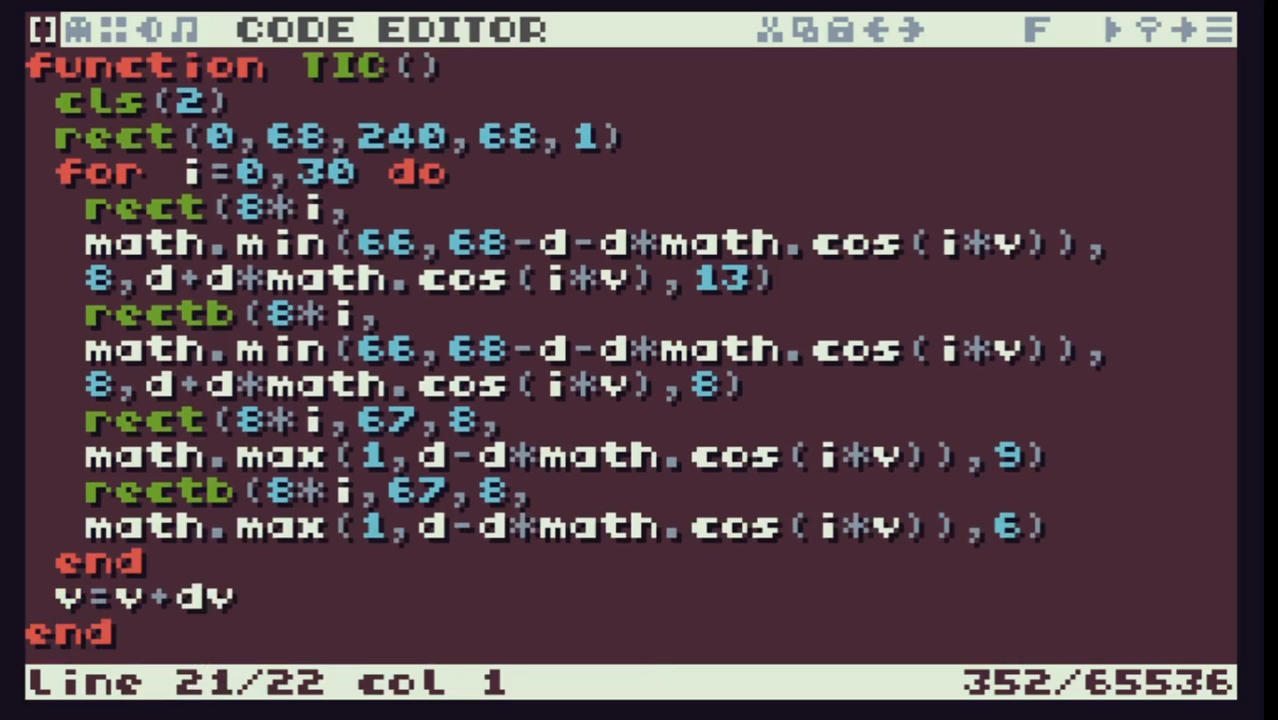 CODE EDITOR F
function TIC()
cls(2)
rect(0,68,240,68,1)
for i=0,30 do
rect(8*i,
math.min(66,68-d-d*math.cos(i*v)),
8,d+d*math.cos(i*v),13)
rectb(8*i,
math.min(66,68-d-d*math.cos(i*v)),
8,d+d*math.cos(i*v),8)
rect(8*i,67,8,
math.max(1,d-d*math.cos(i*v)),9)
rectb(8*i,67,8,
math.max(1,d-d*math.cos(i*v)),6)
end
v=v+dv
end
line 21/22 col 1 352/65536